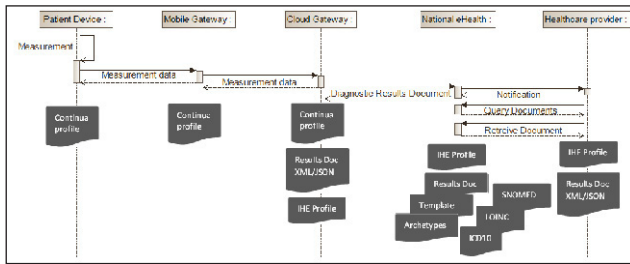 Patient Device :
Mobile Gateway :
Cloud Gateway :
National eHealth :
Healthcare provider :
Measurement
Measurement data
Measurement data
Diagnostic Results Document
Notification
Query Documents
Retreive Document
Continua
profile
Continua
profile
Continua
profile
Results Doc
XML/JSON
IHE Profile
IHE Profile
Results Doc
Template
Archetypes
SNOMED
LOINC
ICD10
IHE Profile
Results Doc
XML/JSON